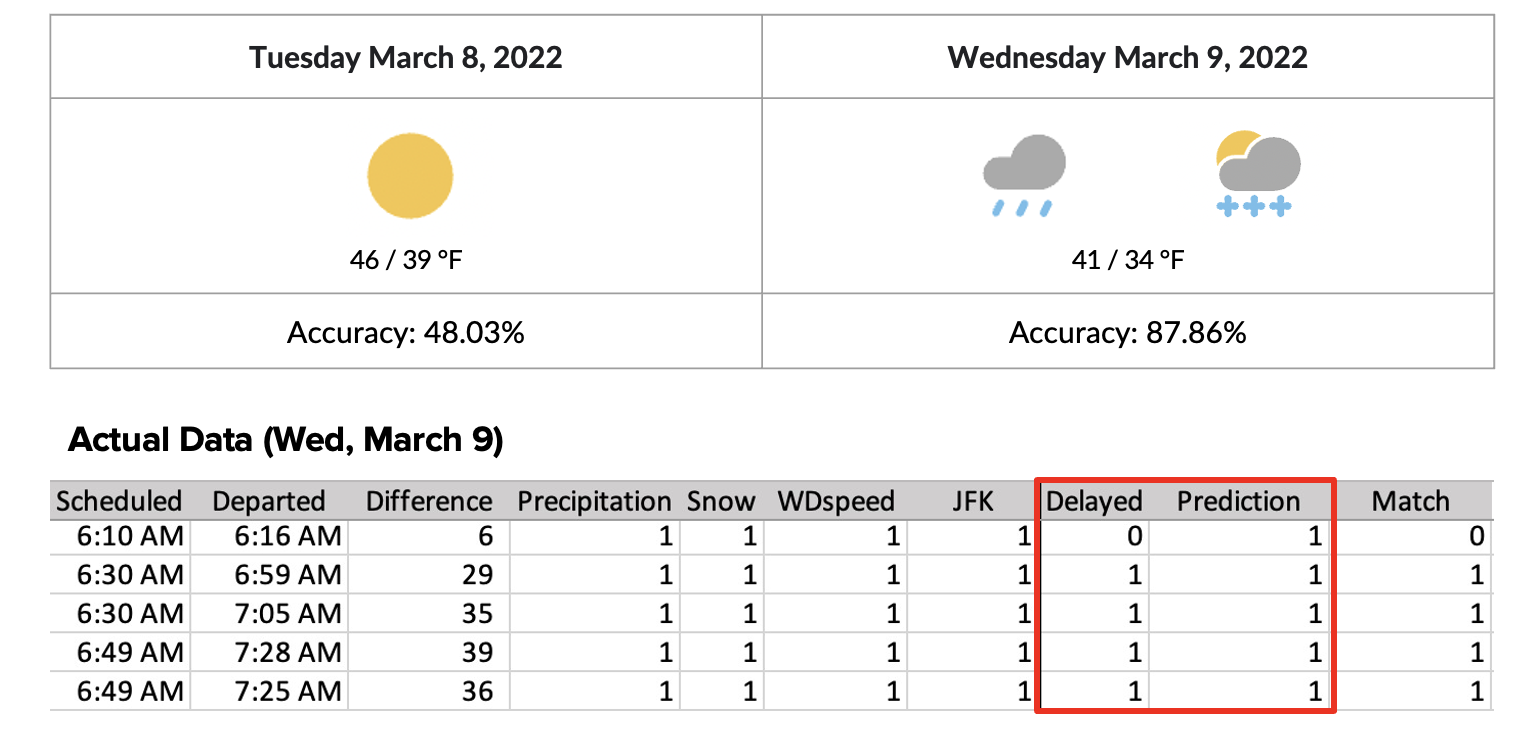 Tuesday March 8, 2022 Wednesday March 9, 2022
46 / 39 °F 41 / 34 °F
Accuracy: 48.03% Accuracy: 87.86%
Actual Data (Wed, March 9)
Scheduled Departed Difference Precipitation Snow WDspeed JFK Delayed Prediction Match
6:10 AM 6:16 AM 6 1 1 1 1 0 1 0
6:30 AM 6:59 AM 29 1 1 1 1 1 1 1
6:30 AM 7:05 AM 35 1 1 1 1 1 1 1
6:49 AM 7:28 AM 39 1 1 1 1 1 1 1
6:49 AM 7:25 AM 36 1 1 1 1 1 1 1